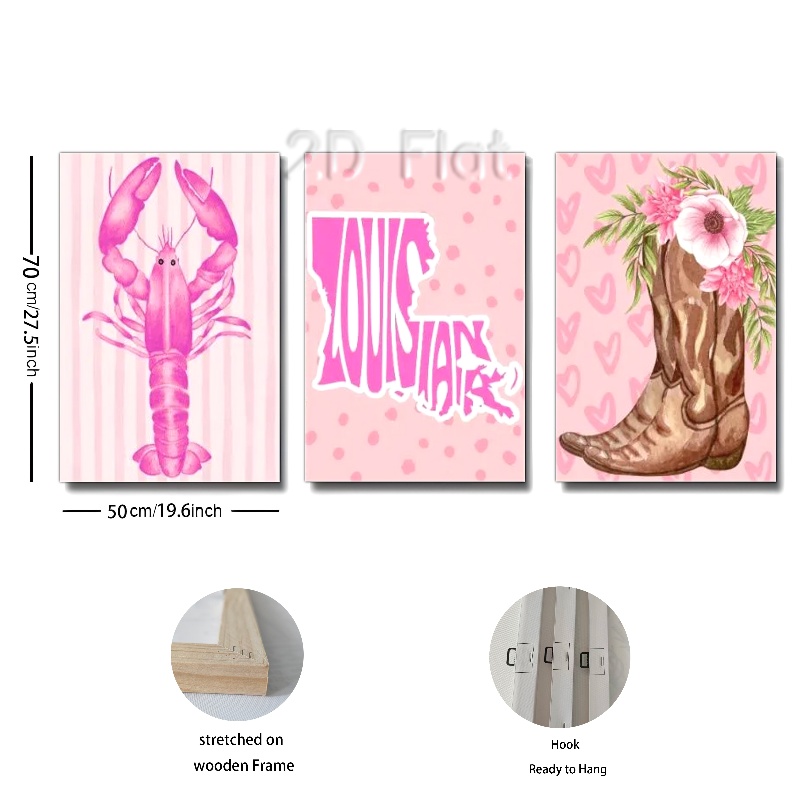 2D Flat
LOUISIANA
70 cm/27.5inch
50 cm/19.6inch
stretched on
wooden Frame
Hook
Ready to Hang